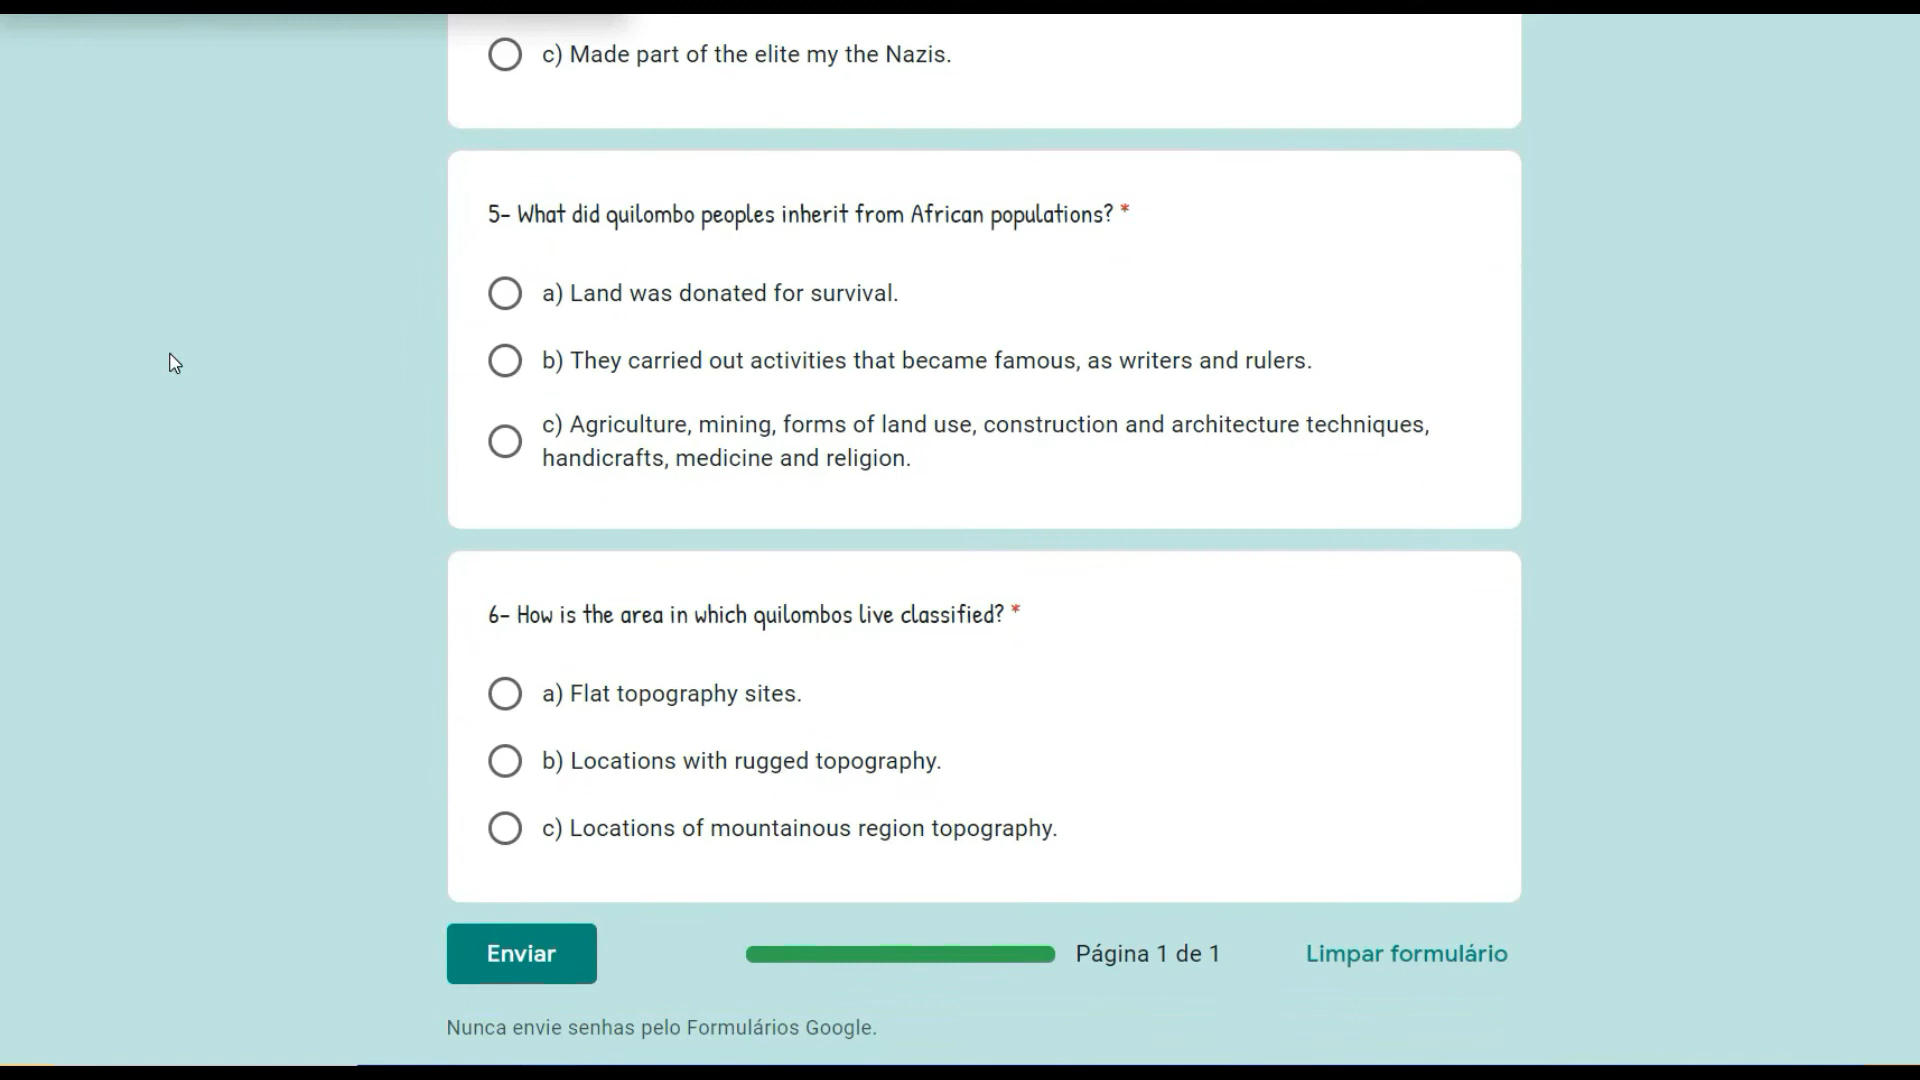 c) Made part of the elite my the Nazis.
5- What did quilombo peoples inherit from African populations? *
a) Land was donated for survival.
b) They carried out activities that became famous, as writers and rulers.
c) Agriculture, mining, forms of land use, construction and architecture techniques,
handicrafts, medicine and religion.
6- How is the area in which quilombos live classified? *
a) Flat topography sites.
b) Locations with rugged topography.
c) Locations of mountainous region topography.
Enviar
Página 1 de 1
Limpar formulário
Nunca envie senhas pelo Formulários Google.